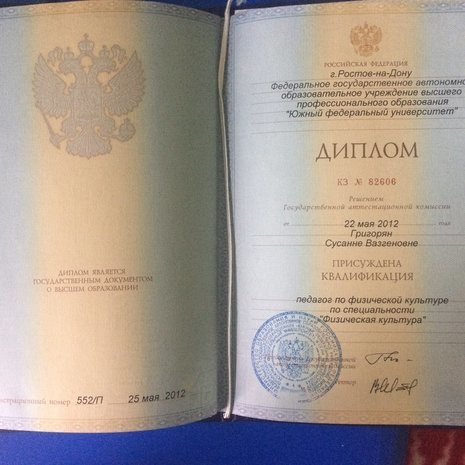 ДИПЛОМ ЯВЛЯЕТСЯ
ГОСУДАРСТВЕННЫМ ДОКУМЕНТОМ
О ВЫСШЕМ ОБРАЗОВАНИИ
номер 552/П 25 мая 2012
РОССИЙСКАЯ ФЕДЕРАЦИЯ
г.Ростов-на-Дону
Федеральное государственное автономно
образовательное учреждение высшего
профессионального образования
"Южный федеральный университет"
ДИПЛОМ
КЗ № 82606
Решением
Государственной аттестационной комиссии
от 22 мая 2012 года
Григорян
Сусанне Вазгеновне
ПРИСУЖДЕНА
КВАЛИФИКАЦИЯ
педагог по физической культуре
по специальности
"Физическая культура"